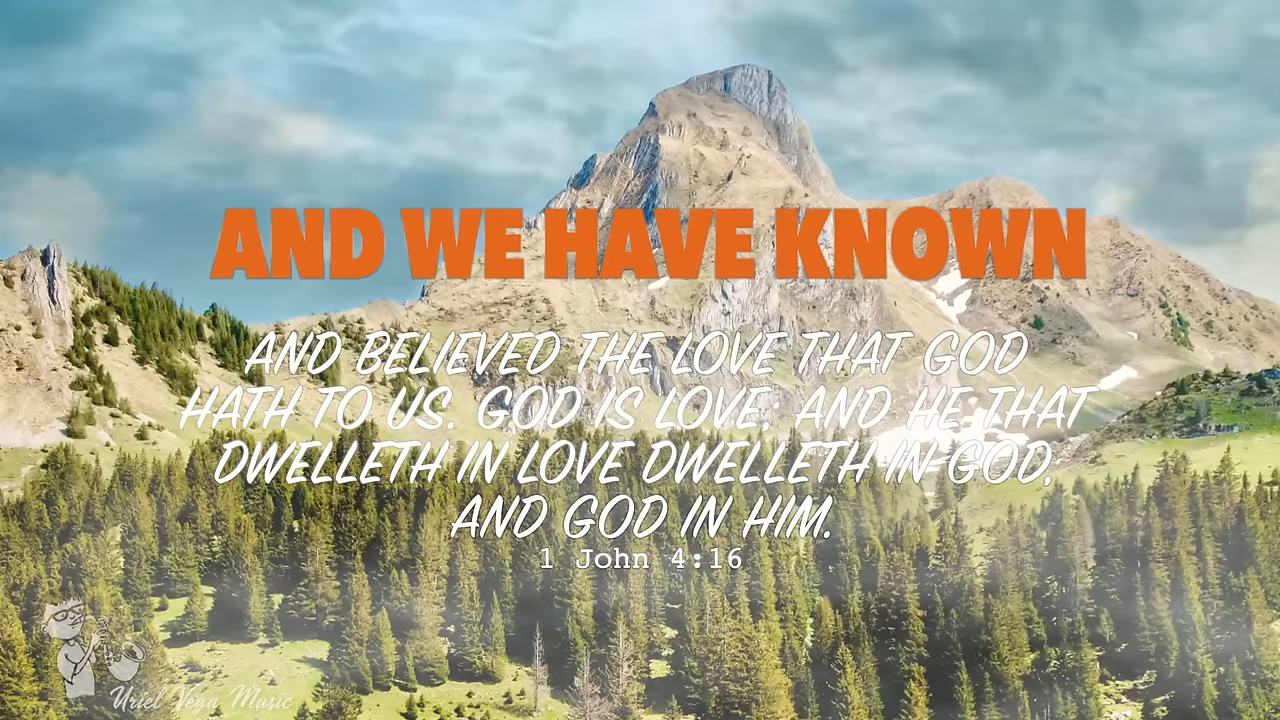 AND WE HAVE KNOWN
AND BELIEVED THE LOVE THAT GOD
HATH TO US. GOD IS LOVE; AND HE THAT
DWELLETH IN LOVE DWELLETH IN GOD,
AND GOD IN HIM.
1 John 4:16
Uriel Vega Music